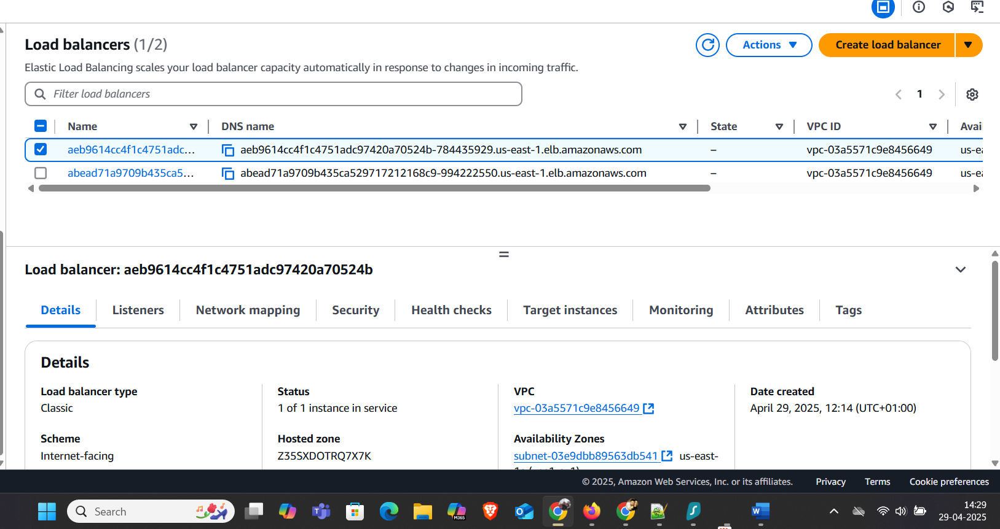 Load balancers (1/2)
Actions
Create load balancer
Elastic Load Balancing scales your load balancer capacity automatically in response to changes in incoming traffic.
Filter load balancers
1
Name
DNS name
State
VPC ID
Avai
aeb9614cc4f1c4751adc...
aeb9614cc4f1c4751adc97420a70524b-784435929.us-east-1.elb.amazonaws.com
–
vpc-03a5571c9e8456649
us-ea
abead71a9709b435ca5...
abead71a9709b435ca529717212168c9-994222550.us-east-1.elb.amazonaws.com
–
vpc-03a5571c9e8456649
us-ea
Load balancer: aeb9614cc4f1c4751adc97420a70524b
Details
Listeners
Network mapping
Security
Health checks
Target instances
Monitoring
Attributes
Tags
Details
Load balancer type
Classic
Status
1 of 1 instance in service
VPC
vpc-03a5571c9e8456649
Date created
April 29, 2025, 12:14 (UTC+01:00)
Scheme
Internet-facing
Hosted zone
Z35SXDOTRQ7X7K
Availability Zones
subnet-03e9dbb89563db541 us-east-
© 2025, Amazon Web Services, Inc. or its affiliates.
Privacy
Terms
Cookie preferences
Search
M365
14:29
29-04-2025